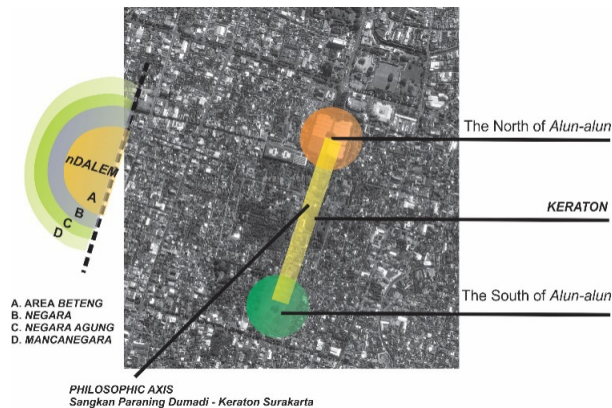 The North of Alun-alun
nDALEM
A
B
C
D
KERATON
The South of Alun-alun
A. AREA BETENG
B. NEGARA
C. NEGARA AGUNG
D. MANCANEGARA
PHILOSOPHIC AXIS
Sangkan Paraning Dumadi - Keraton Surakarta